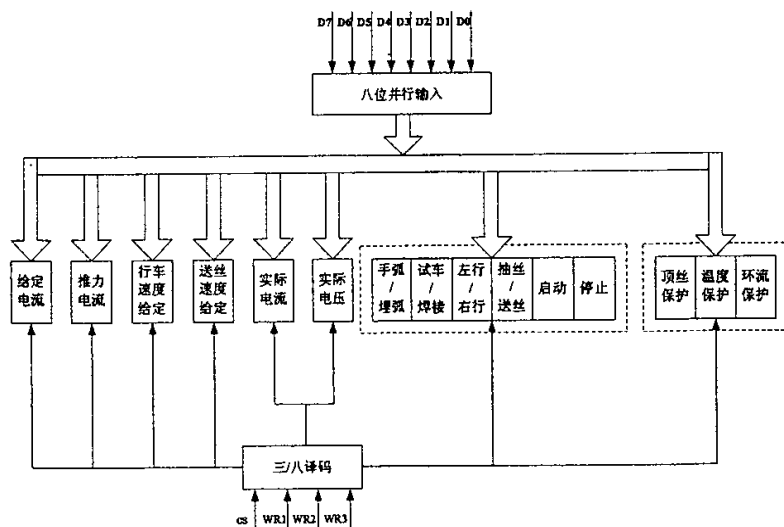 D7 D6 D5 D4 D3 D2 D1 D0
八位并行输入
给定
电流
推力
电流
行车
速度
给定
送丝
速度
给定
实际
电流
实际
电压
手弧
/
埋弧
试车
/
焊接
左行
/
右行
抽丝
/
送丝
启动
停止
顶丝
保护
温度
保护
环流
保护
三/八译码
CS WR1 WR2 WR3